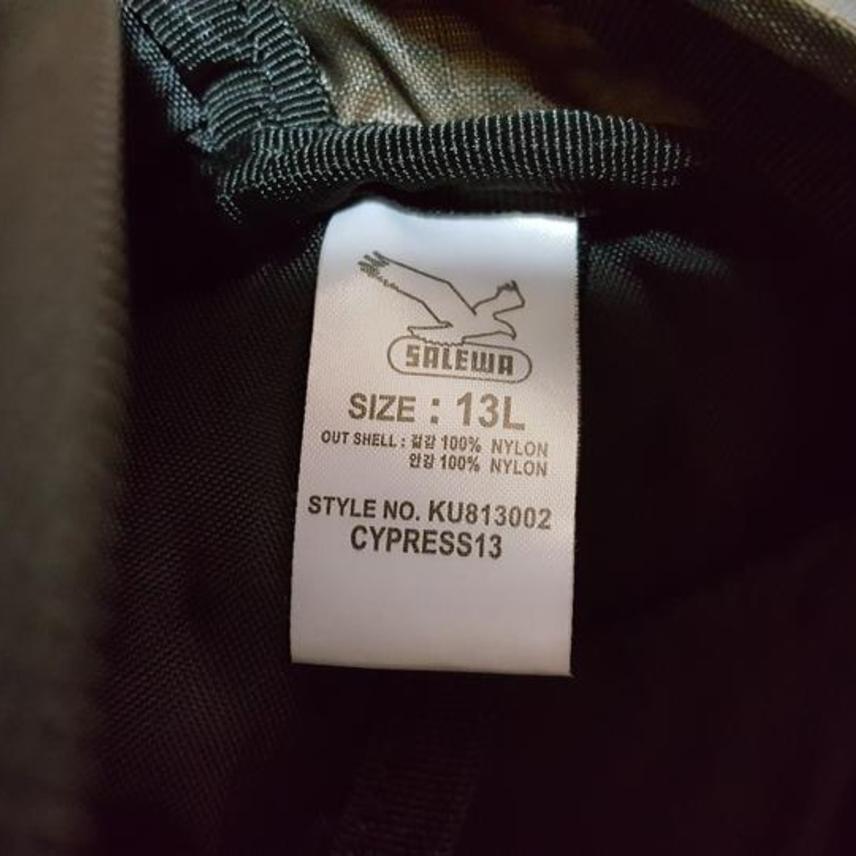 SALEWA
SIZE : 13L
OUT SHELL : 겉감 100% NYLON
안감 100% NYLON
STYLE NO. KU813002
CYPRESS13